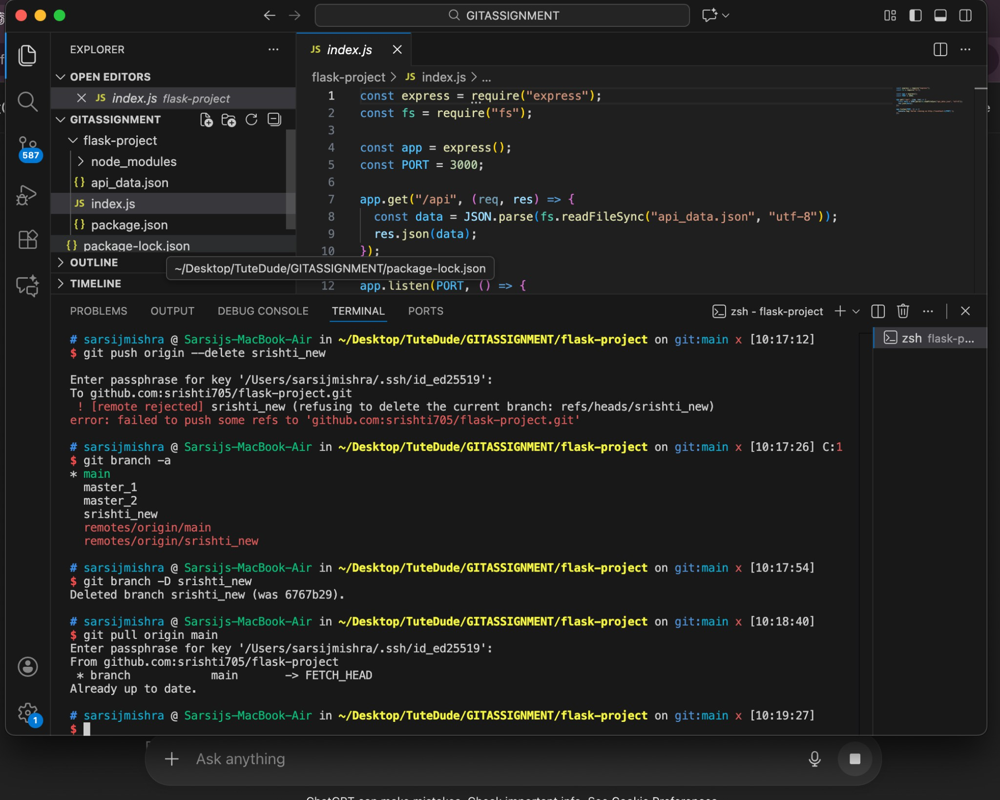 GITASSIGNMENT
EXPLORER
OPEN EDITORS
JS index.js flask-project
GITASSIGNMENT
flask-project
node_modules
{} api_data.json
JS index.js
{} package.json
{} package-lock.json
OUTLINE
TIMELINE
587
1
~/Desktop/TuteDude/GITASSIGNMENT/package-lock.json
JS index.js
flask-project > JS index.js > ...
1 const express = require("express");
2 const fs = require("fs");
3
4 const app = express();
5 const PORT = 3000;
6
7 app.get("/api", (req, res) => {
8 const data = JSON.parse(fs.readFileSync("api_data.json", "utf-8"));
9 res.json(data);
10 });
12 app.listen(PORT, () => {
PROBLEMS OUTPUT DEBUG CONSOLE TERMINAL PORTS
zsh - flask-project
zsh flask-p...
# sarsijmishra @ Sarsijs-MacBook-Air in ~/Desktop/TuteDude/GITASSIGNMENT/flask-project on git:main x [10:17:12]
$ git push origin --delete srishti_new
Enter passphrase for key '/Users/sarsijmishra/.ssh/id_ed25519':
To github.com:srishti705/flask-project.git
! [remote rejected] srishti_new (refusing to delete the current branch: refs/heads/srishti_new)
error: failed to push some refs to 'github.com:srishti705/flask-project.git'
# sarsijmishra @ Sarsijs-MacBook-Air in ~/Desktop/TuteDude/GITASSIGNMENT/flask-project on git:main x [10:17:26] C:1
$ git branch -a
* main
master_1
master_2
srishti_new
remotes/origin/main
remotes/origin/srishti_new
# sarsijmishra @ Sarsijs-MacBook-Air in ~/Desktop/TuteDude/GITASSIGNMENT/flask-project on git:main x [10:17:54]
$ git branch -D srishti_new
Deleted branch srishti_new (was 6767b29).
# sarsijmishra @ Sarsijs-MacBook-Air in ~/Desktop/TuteDude/GITASSIGNMENT/flask-project on git:main x [10:18:40]
$ git pull origin main
Enter passphrase for key '/Users/sarsijmishra/.ssh/id_ed25519':
From github.com:srishti705/flask-project
* branch main -> FETCH_HEAD
Already up to date.
# sarsijmishra @ Sarsijs-MacBook-Air in ~/Desktop/TuteDude/GITASSIGNMENT/flask-project on git:main x [10:19:27]
$
Ask anything
ChatGPT can make mistakes. Check important info. See Cookie Preferences.